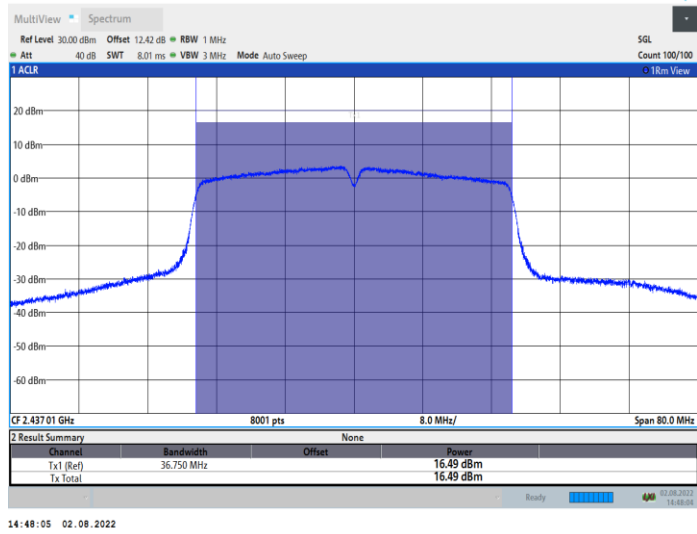 MultiView Spectrum
Ref Level 30.00 dBm Offset 12.42 dB RBW 1 MHz SGL
Att 40 dB SWT 8.01 ms VBW 3 MHz Mode Auto Sweep Count 100/100
1 ACLR 1Rm View
20 dBm
10 dBm
0 dBm
-10 dBm
-20 dBm
-30 dBm
-40 dBm
-50 dBm
-60 dBm
CF 2.437 01 GHz 8001 pts 8.0 MHz/ Span 80.0 MHz
2 Result Summary None
Channel Bandwidth Offset Power
Tx1 (Ref) 36.750 MHz 16.49 dBm
Tx Total 16.49 dBm
Ready 02.08.2022
14:48:04
14:48:05 02.08.2022